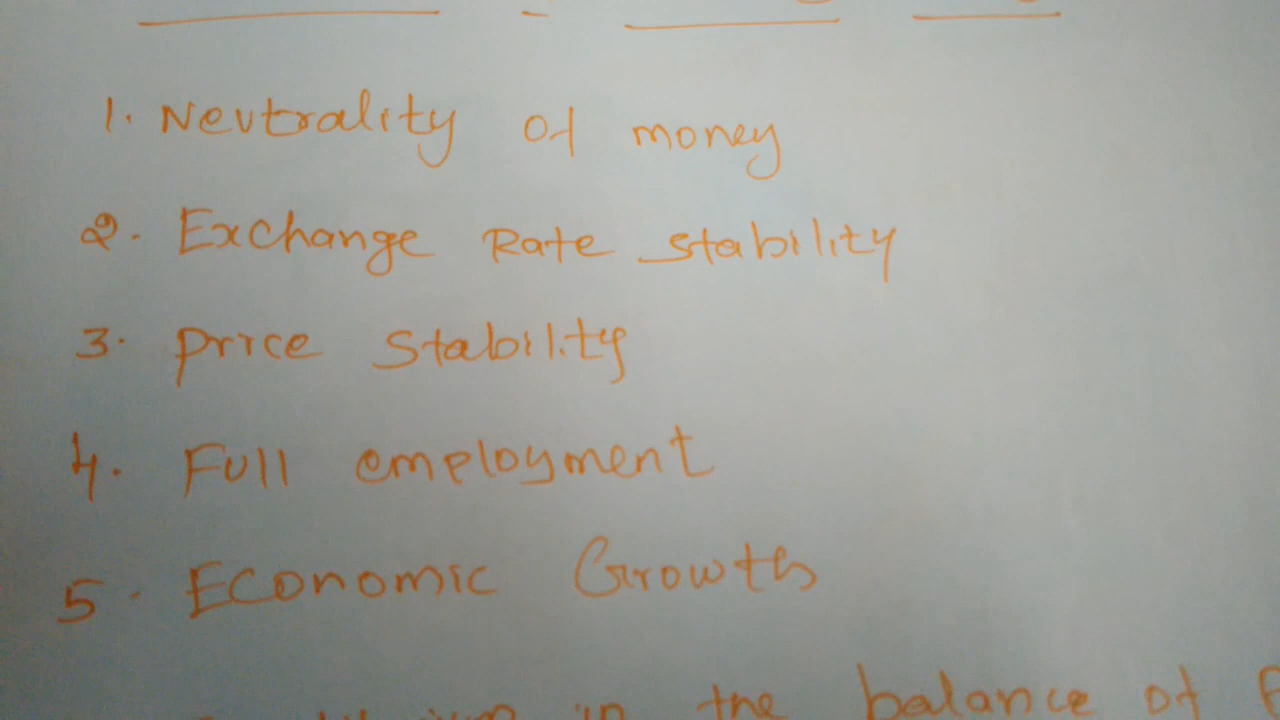 1. Neutrality of money
2. Exchange Rate stability
3. Price stability
4. Full employment
5. Economic Growth
in the balance of